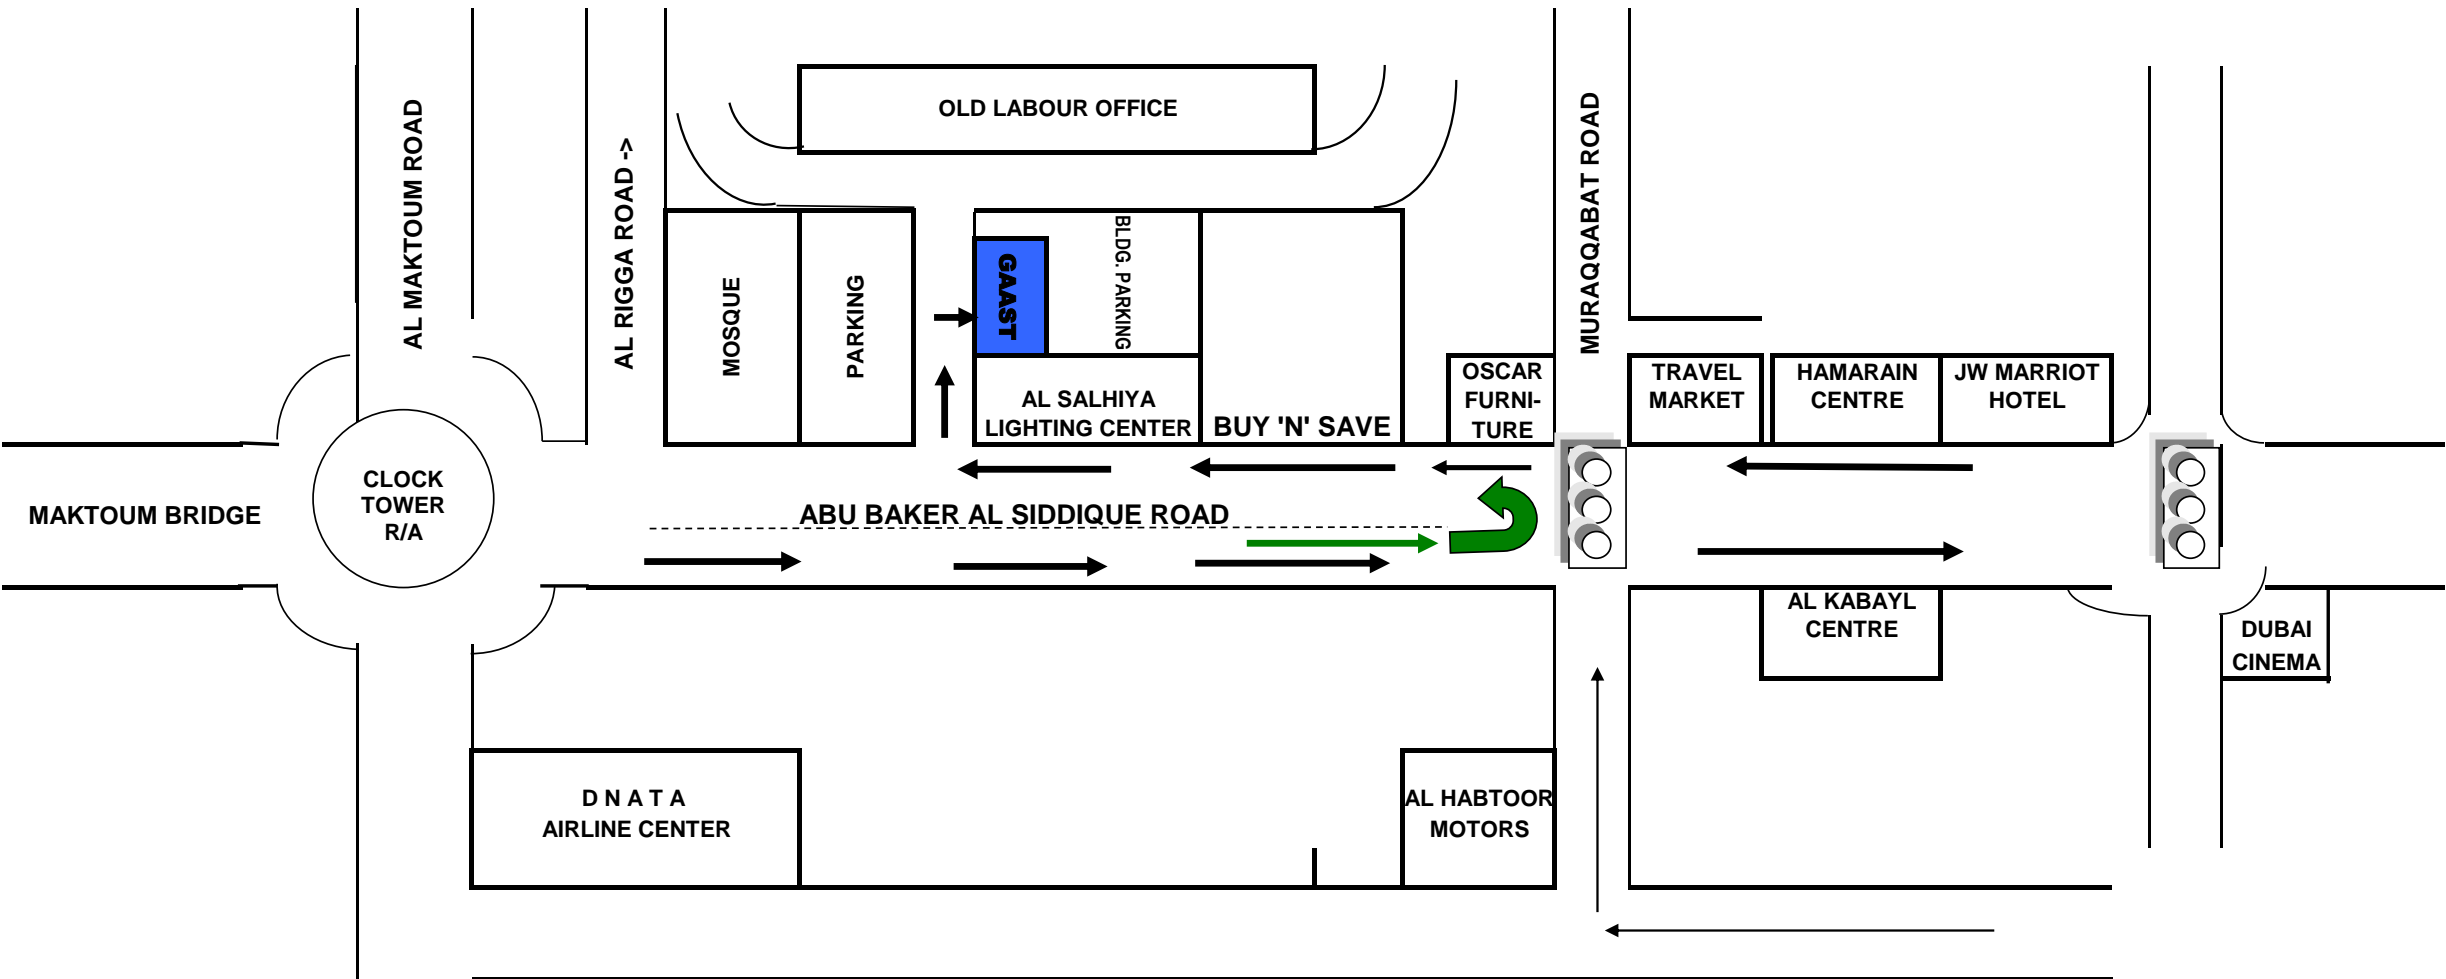 OLD LABOUR OFFICE
AL MAKTOUM ROAD
AL RIGGA ROAD ->
MURAQQABAT ROAD
MOSQUE
PARKING
GAAST
BLDG. PARKING
AL SALHIYA
LIGHTING CENTER
BUY 'N' SAVE
OSCAR
FURNI-
TURE
TRAVEL
MARKET
HAMARAIN
CENTRE
JW MARRIOT
HOTEL
MAKTOUM BRIDGE
CLOCK
TOWER
R/A
ABU BAKER AL SIDDIQUE ROAD
AL KABAYL
CENTRE
DUBAI
CINEMA
D N A T A
AIRLINE CENTER
AL HABTOOR
MOTORS